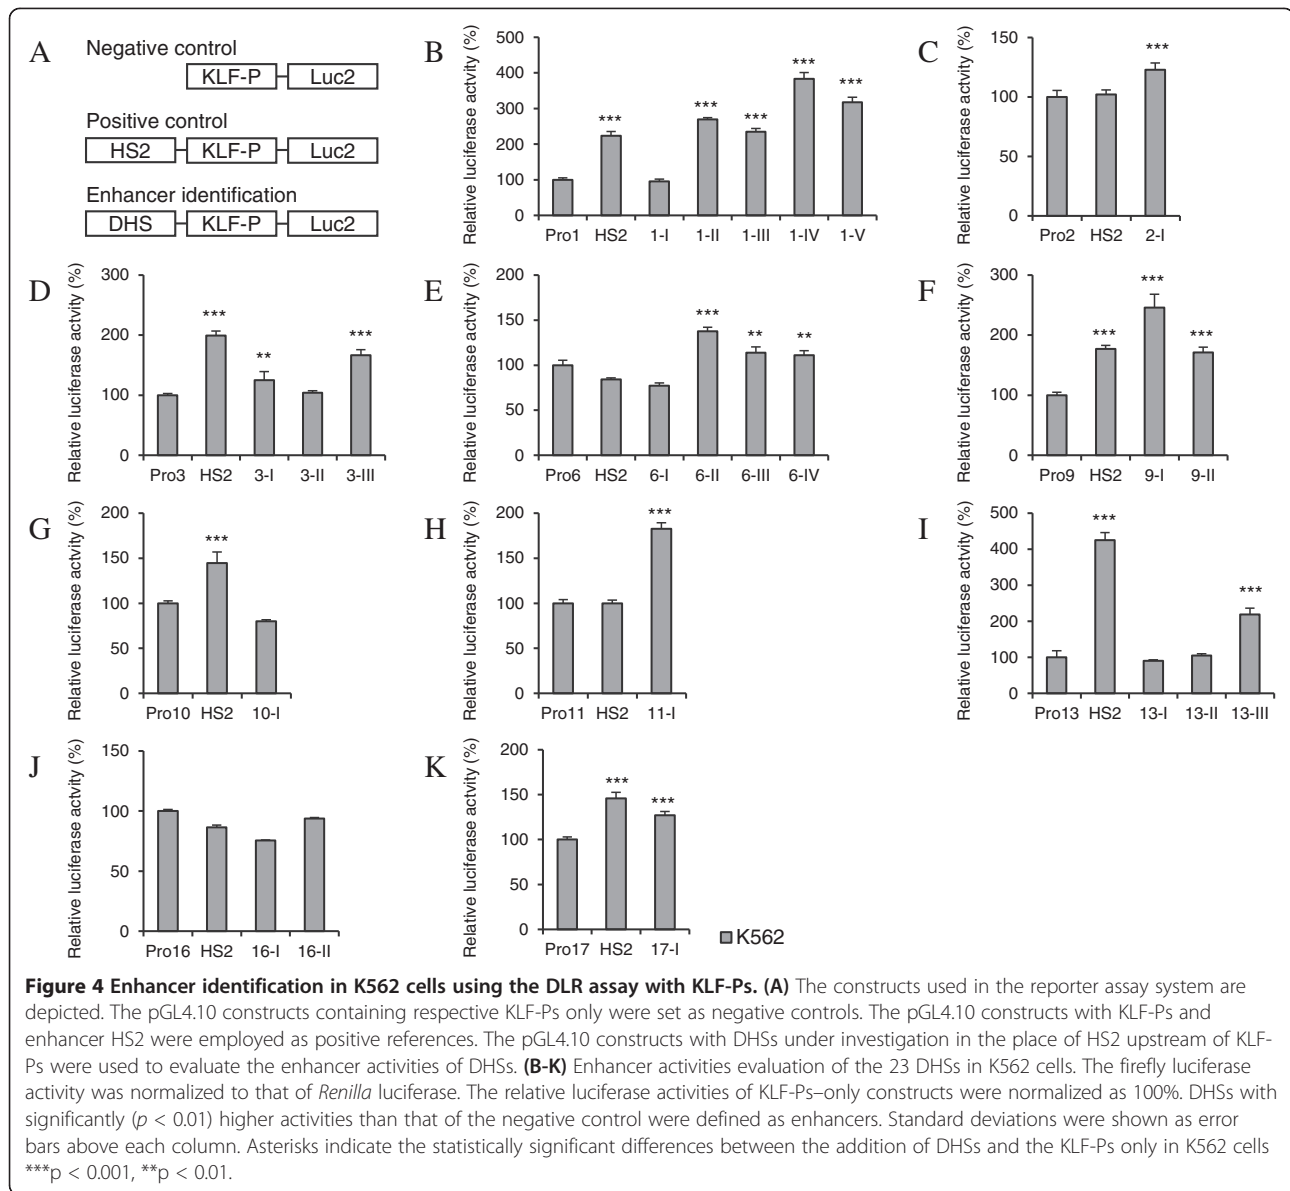 A
Negative control
KLF-P
Luc2
Positive control
HS2
KLF-P
Luc2
Enhancer identification
DHS
KLF-P
Luc2
B
Relative luciferase actvity (%)
500
400
300
200
100
0
***
***
***
***
***
Pro1 HS2 1-I 1-II 1-III 1-IV 1-V
C
Relative luciferase actvity (%)
150
100
50
0
***
Pro2 HS2 2-I
D
Relative luciferase activity (%)
300
200
100
0
***
**
***
Pro3 HS2 3-I 3-II 3-III
E
Relative luciferase actvity (%)
200
150
100
50
0
***
**
**
Pro6 HS2 6-I 6-II 6-III 6-IV
F
Relative luciferase actvity (%)
300
200
100
0
***
***
***
Pro9 HS2 9-I 9-II
G
Relative luciferase actvity (%)
200
150
100
50
0
***
Pro10 HS2 10-I
H
Relative luciferase actvity (%)
200
150
100
50
0
***
Pro11 HS2 11-I
I
Relative luciferase actvity (%)
500
400
300
200
100
0
***
***
Pro13 HS2 13-I 13-II 13-III
J
Relative luciferase actvity (%)
150
100
50
0
Pro16 HS2 16-I 16-II
K
Relative luciferase actvity (%)
200
150
100
50
0
***
***
Pro17 HS2 17-I
K562
Figure 4 Enhancer identification in K562 cells using the DLR assay with KLF-Ps. (A) The constructs used in the reporter assay system are
depicted. The pGL4.10 constructs containing respective KLF-Ps only were set as negative controls. The pGL4.10 constructs with KLF-Ps and
enhancer HS2 were employed as positive references. The pGL4.10 constructs with DHSs under investigation in the place of HS2 upstream of KLF-
Ps were used to evaluate the enhancer activities of DHSs. (B-K) Enhancer activities evaluation of the 23 DHSs in K562 cells. The firefly luciferase
activity was normalized to that of Renilla luciferase. The relative luciferase activities of KLF-Ps–only constructs were normalized as 100%. DHSs with
significantly (p < 0.01) higher activities than that of the negative control were defined as enhancers. Standard deviations were shown as error
bars above each column. Asterisks indicate the statistically significant differences between the addition of DHSs and the KLF-Ps only in K562 cells
***p < 0.001, **p < 0.01.